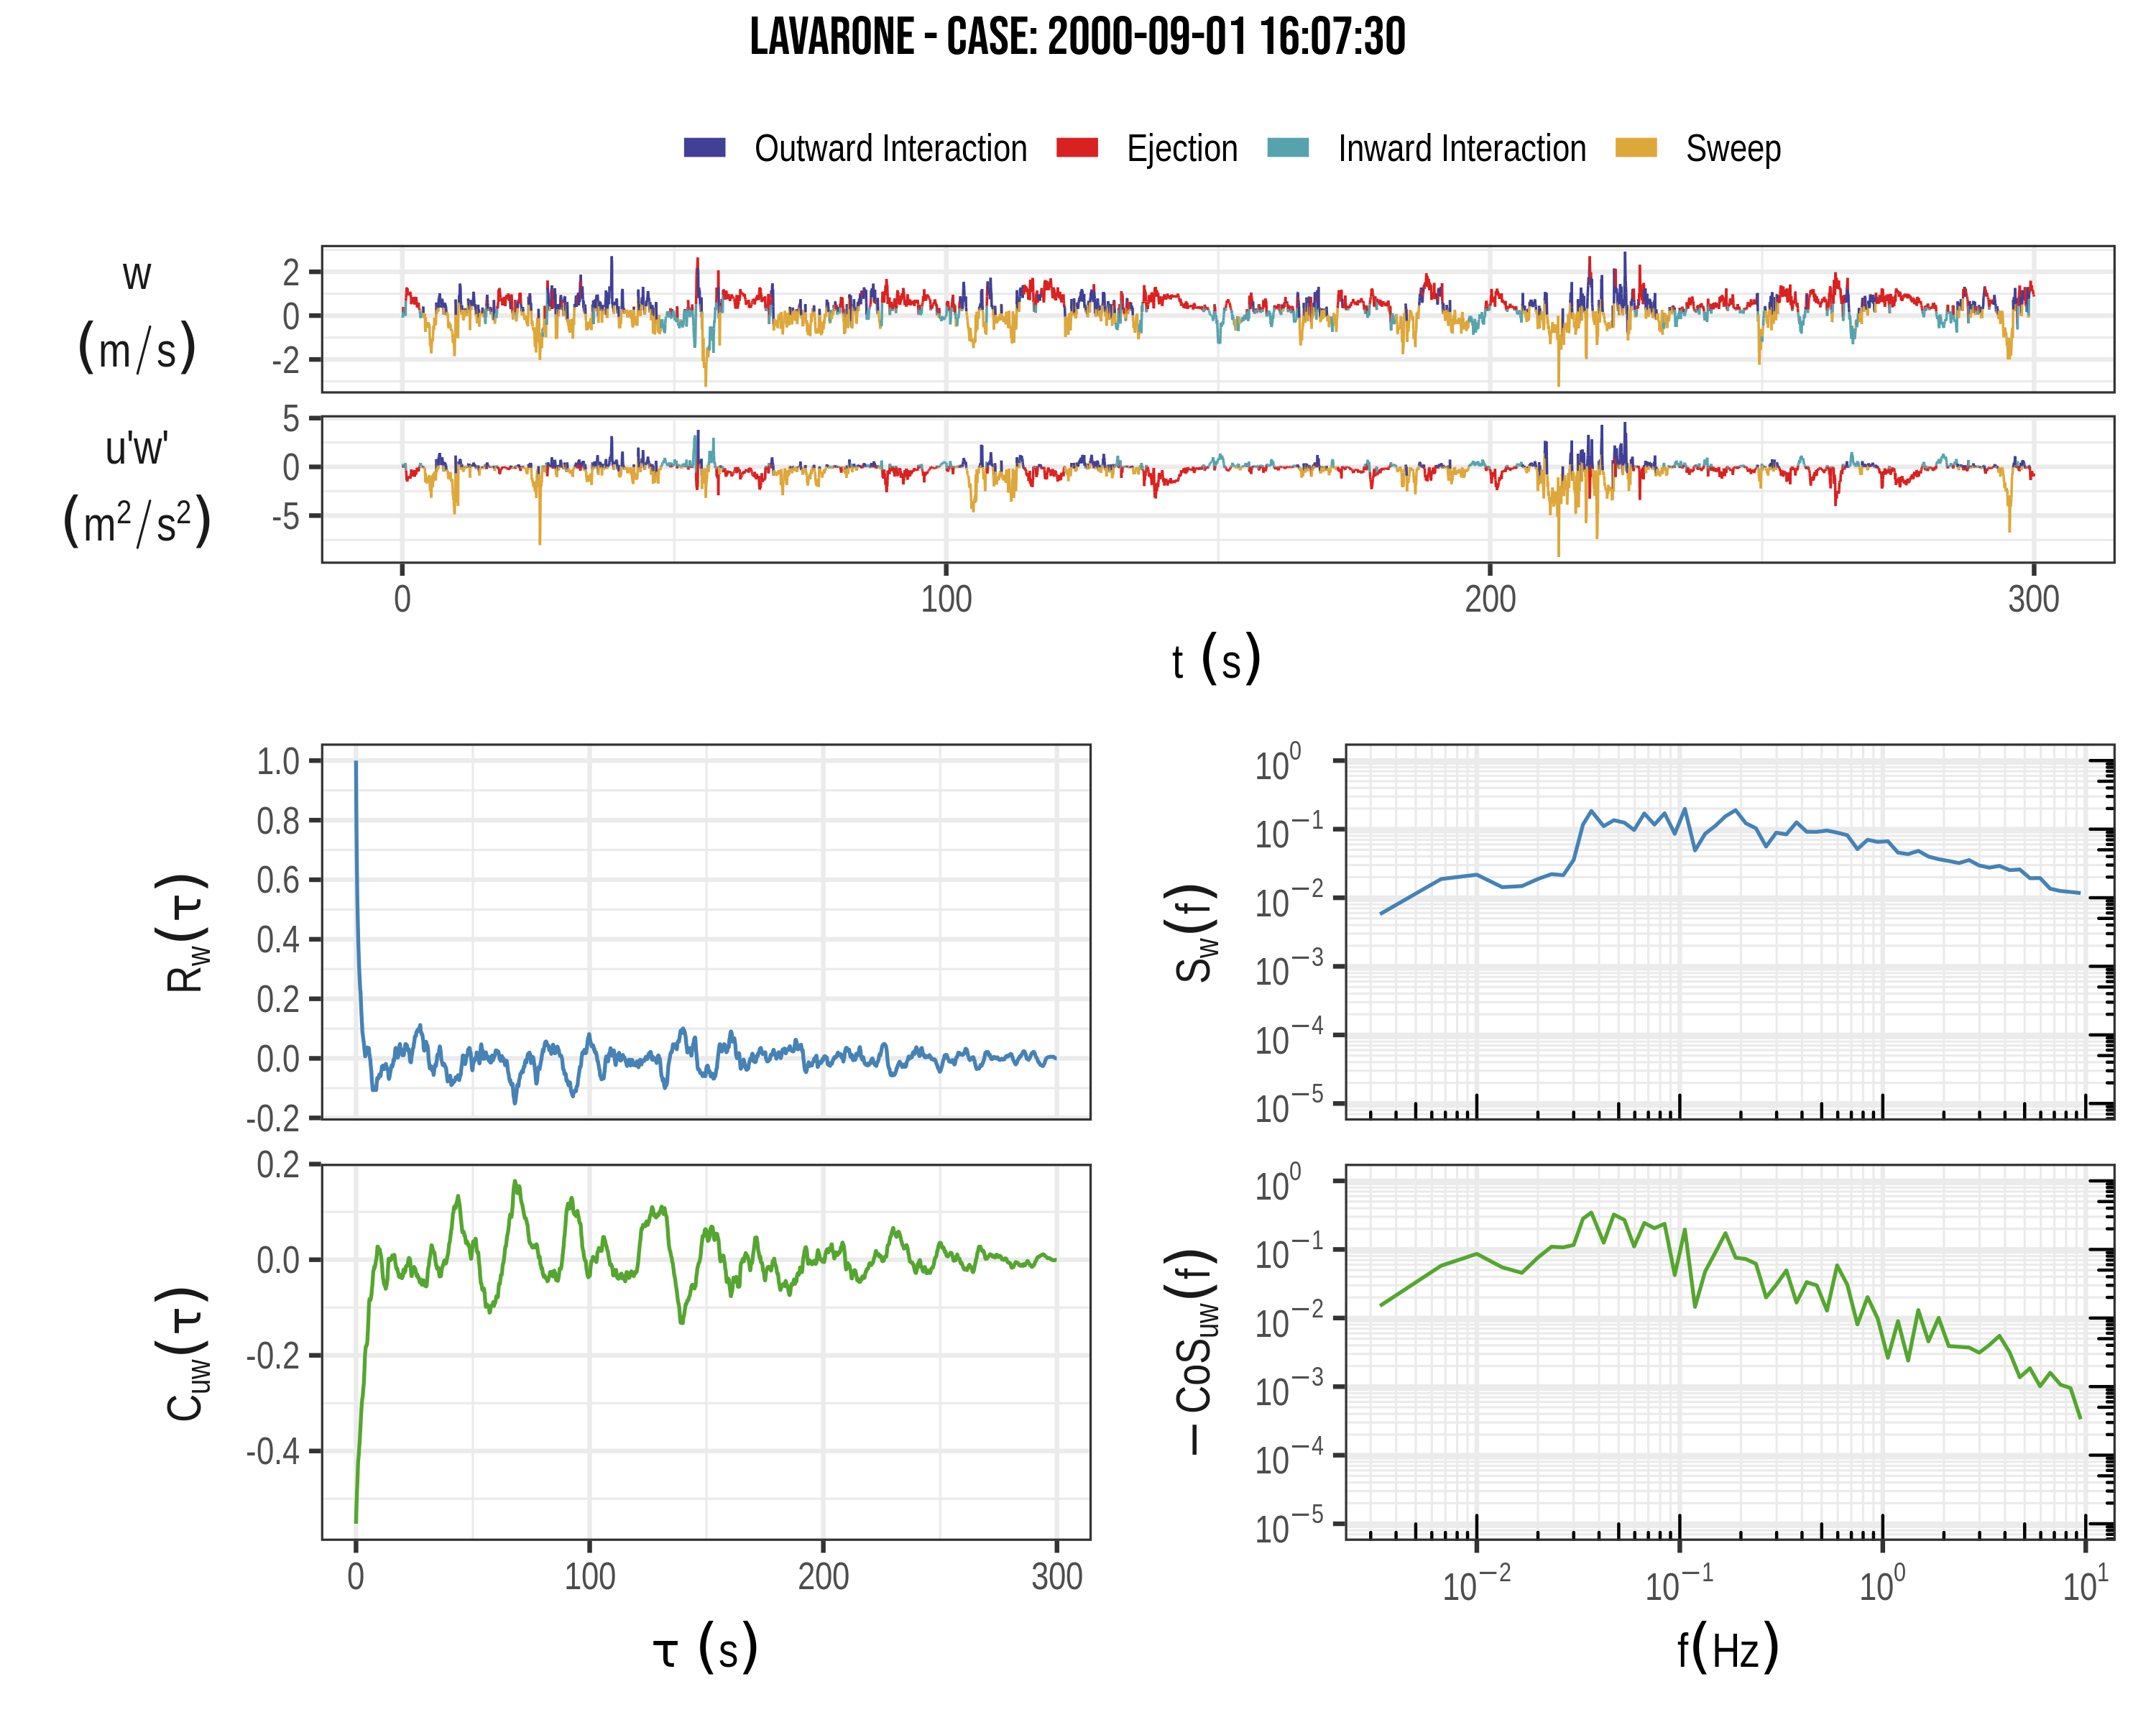 LAVARONE - CASE: 2000-09-01 16:07:30
Outward Interaction Ejection Inward Interaction Sweep
w
(m/s)
2
0
-2
u'w'
(m²/s²)
5
0
-5
0 100 200 300
t (s)
R_w(τ)
1.0
0.8
0.6
0.4
0.2
0.0
-0.2
S_w(f)
10⁰
10⁻¹
10⁻²
10⁻³
10⁻⁴
10⁻⁵
C_uw(τ)
0.2
0.0
-0.2
-0.4
0 100 200 300
τ (s)
− CoS_uw(f)
10⁰
10⁻¹
10⁻²
10⁻³
10⁻⁴
10⁻⁵
10⁻² 10⁻¹ 10⁰ 10¹
f(Hz)